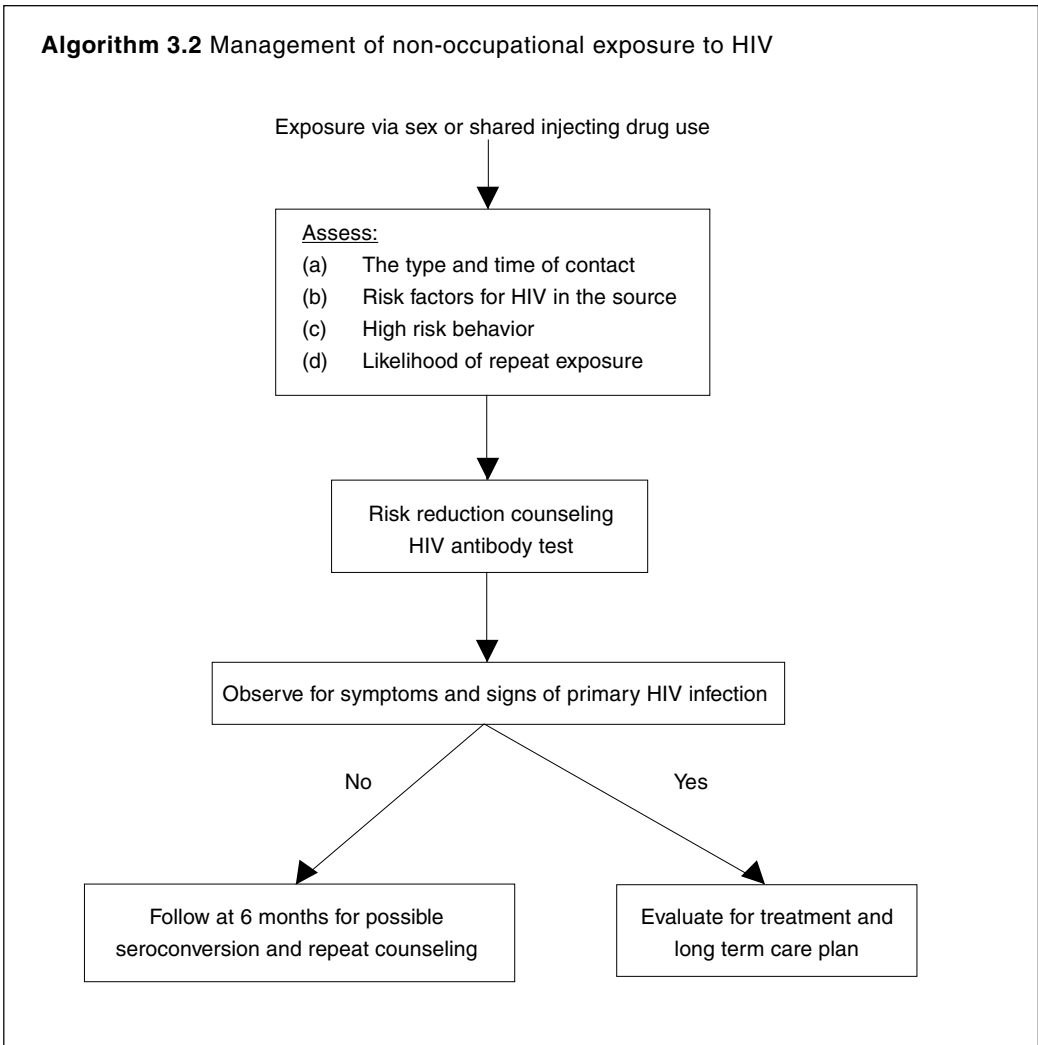 Algorithm 3.2 Management of non-occupational exposure to HIV
Exposure via sex or shared injecting drug use
Assess:
(a) The type and time of contact
(b) Risk factors for HIV in the source
(c) High risk behavior
(d) Likelihood of repeat exposure
Risk reduction counseling
HIV antibody test
Observe for symptoms and signs of primary HIV infection
No
Yes
Follow at 6 months for possible
seroconversion and repeat counseling
Evaluate for treatment and
long term care plan